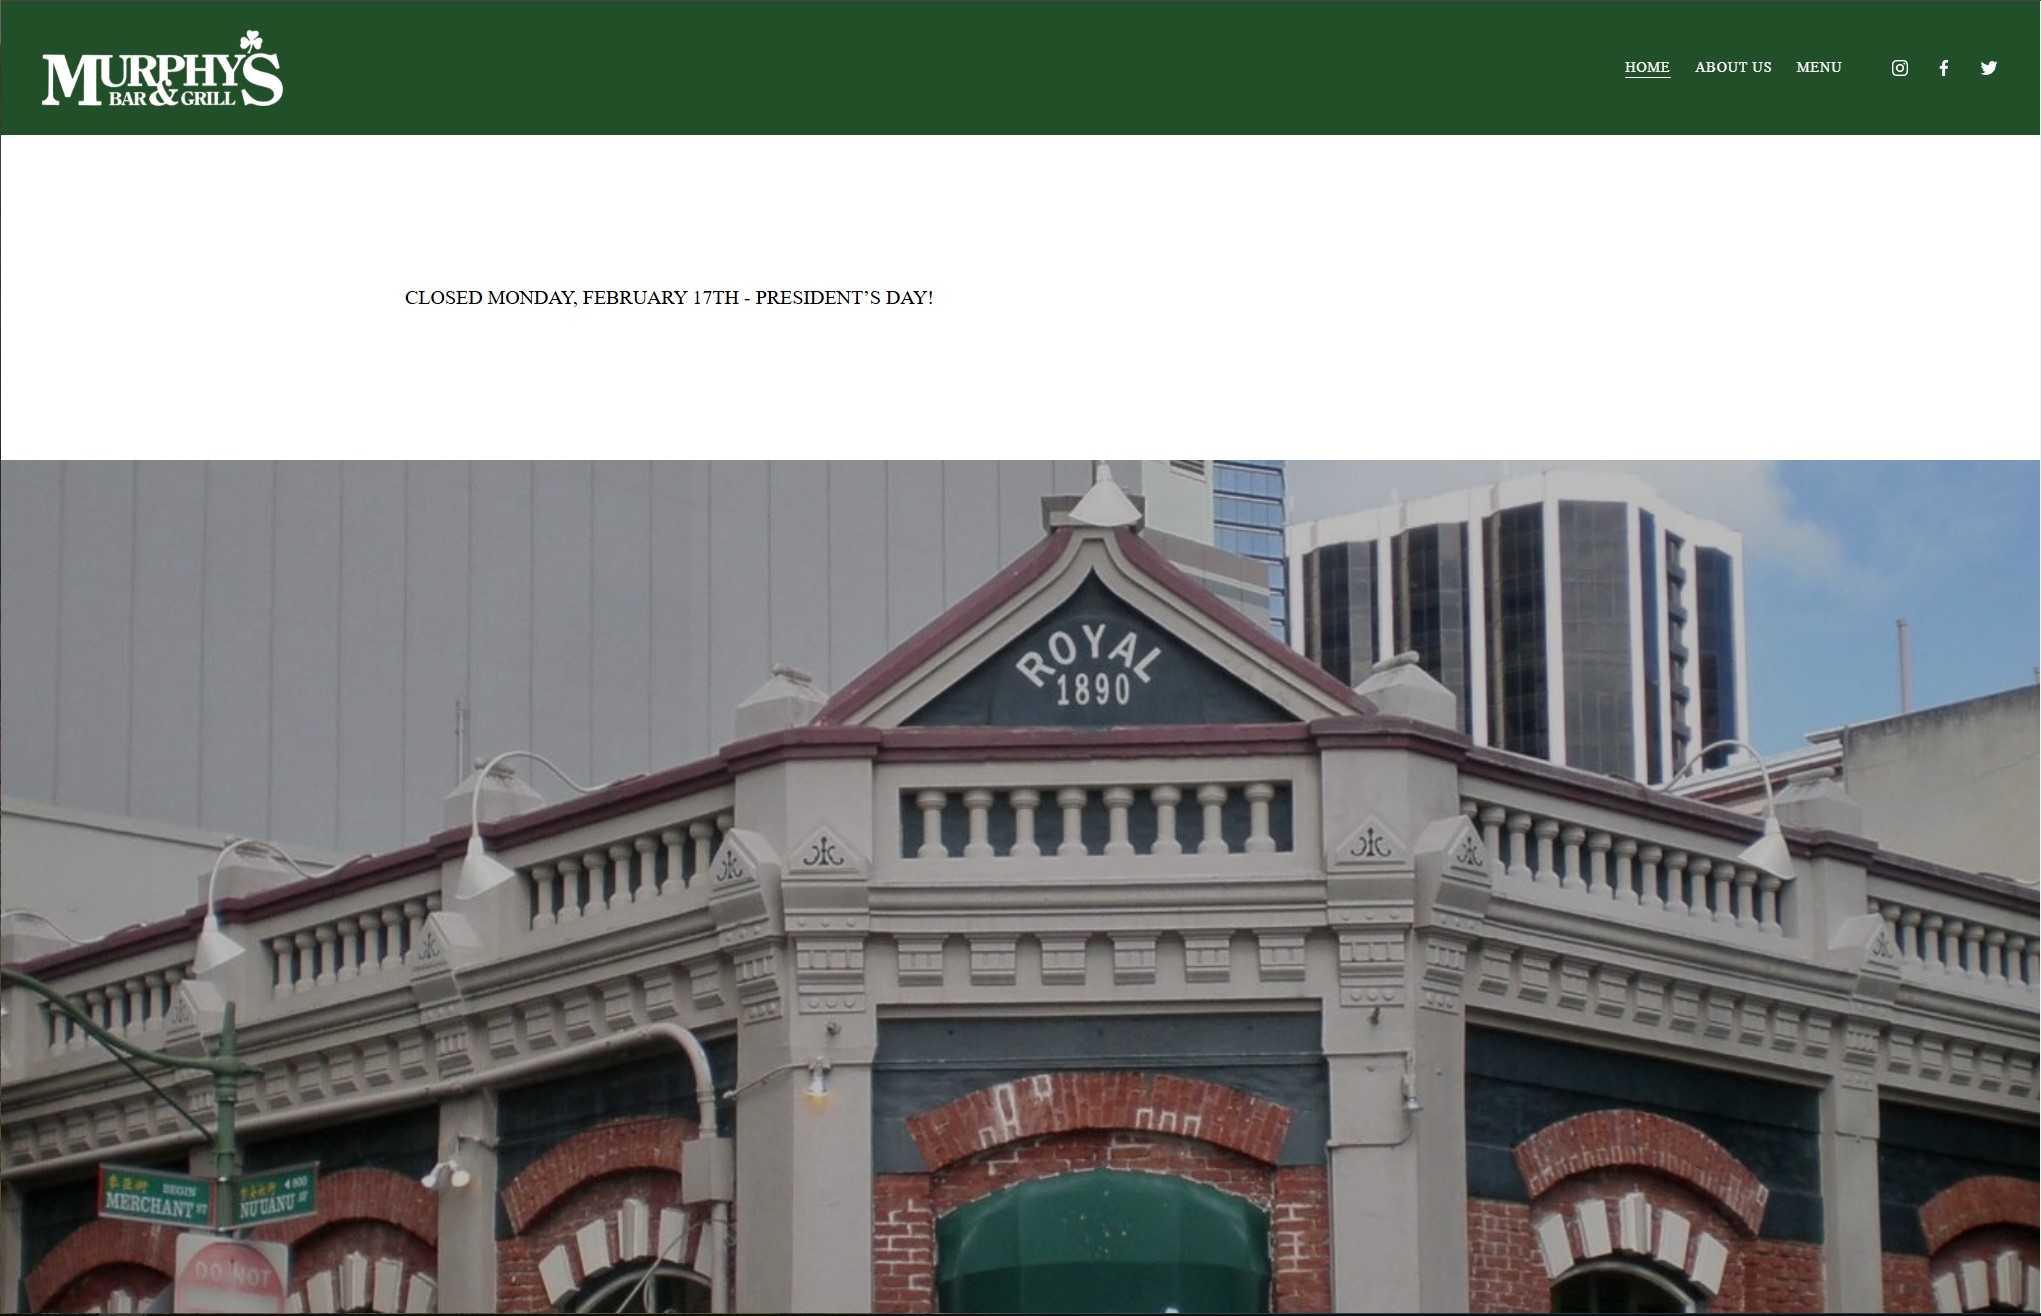 MURPHY'S
BAR & GRILL
HOME
ABOUT US
MENU
CLOSED MONDAY, FEBRUARY 17TH - PRESIDENT’S DAY!
ROYAL
1890
BEGIN
MERCHANT ST
800
NUUANU AV
DO NOT